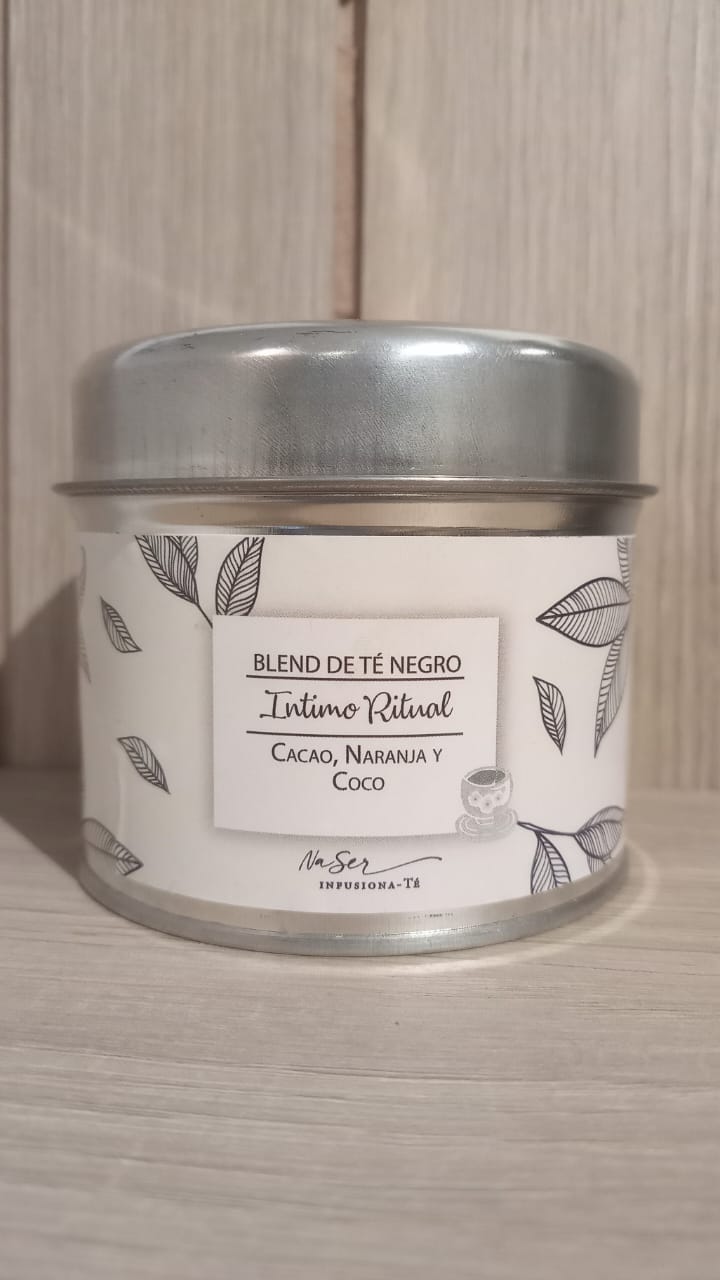 BLEND DE TÉ NEGRO
Intimo Ritual
CACAO, NARANJA Y
COCO
NaSer
INFUSIONA-TÉ